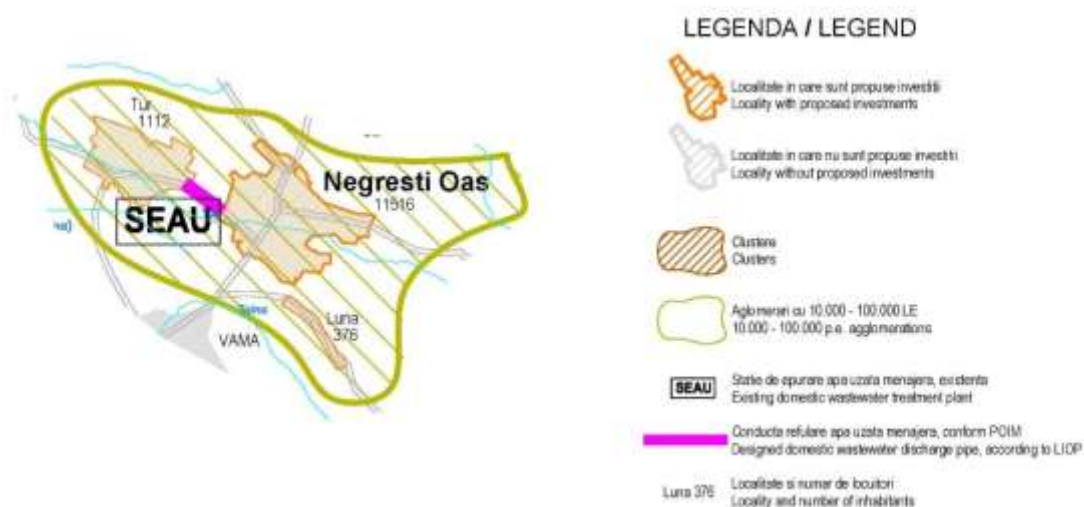 Tur
1112
Negresti Oas
11516
SEAU
Luna
376
VAMA
LEGENDA / LEGEND
Localitate in care sunt propuse investitii
Locality with proposed investments
Localitate in care nu sunt propuse investitii
Locality without proposed investments
Clustere
Clusters
Aglomerari cu 10.000 - 100.000 LE
10.000 - 100.000 p.e. agglomerations
SEAU
Statie de epurare apa uzata menajera, existenta
Existing domestic wastewater treatment plant
Conducta refulare apa uzata menajera, conform POIM
Designed domestic wastewater discharge pipe, according to LIOP
Luna 376
Localitate si numar de locuitori
Locality and number of inhabitants